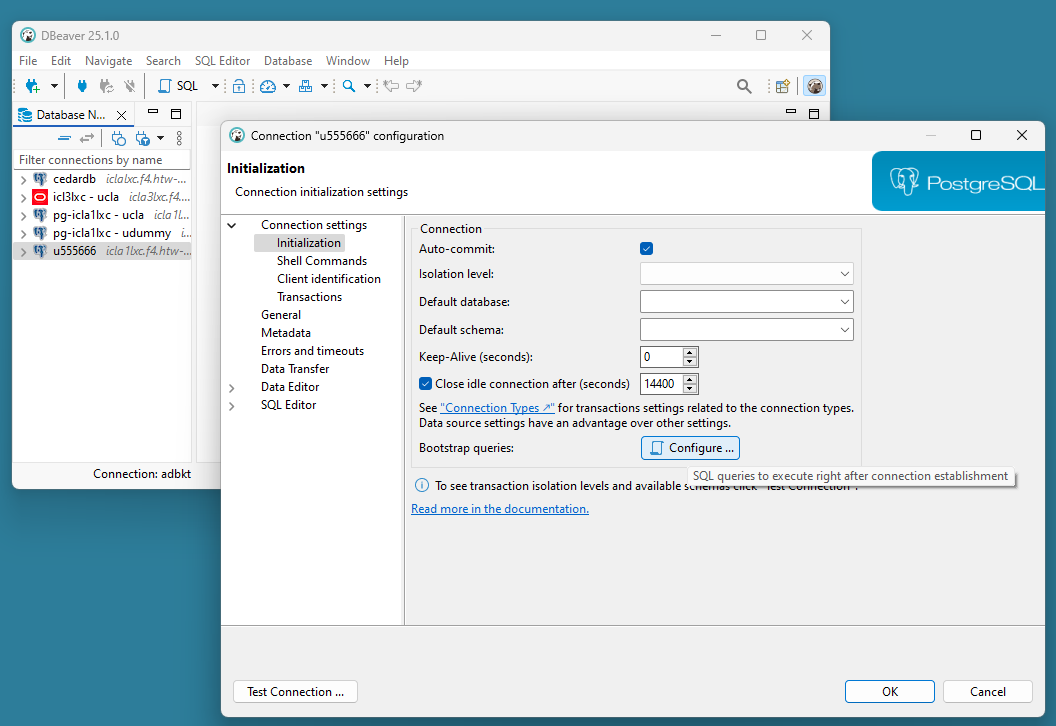 DBeaver 25.1.0
File Edit Navigate Search SQL Editor Database Window Help
SQL
Database N...
Filter connections by name
cedardb icla1lxc.f4.htw-...
icl3lxc - ucla icla3lxc.f4....
pg-icla1lxc - ucla icla1l...
pg-icla1lxc - udummy i...
u555666 icla1lxc.f4.htw-...
Connection: adbkt
Connection "u555666" configuration
Initialization
Connection initialization settings
PostgreSQL
Connection settings
Initialization
Shell Commands
Client identification
Transactions
General
Metadata
Errors and timeouts
Data Transfer
Data Editor
SQL Editor
Connection
Auto-commit:
Isolation level:
Default database:
Default schema:
Keep-Alive (seconds): 0
Close idle connection after (seconds) 14400
See "Connection Types ↗" for transactions settings related to the connection types.
Data source settings have an advantage over other settings.
Bootstrap queries: Configure ...
SQL queries to execute right after connection establishment
To see transaction isolation levels and available schemas click "Test Connection".
Read more in the documentation.
Test Connection ... OK Cancel